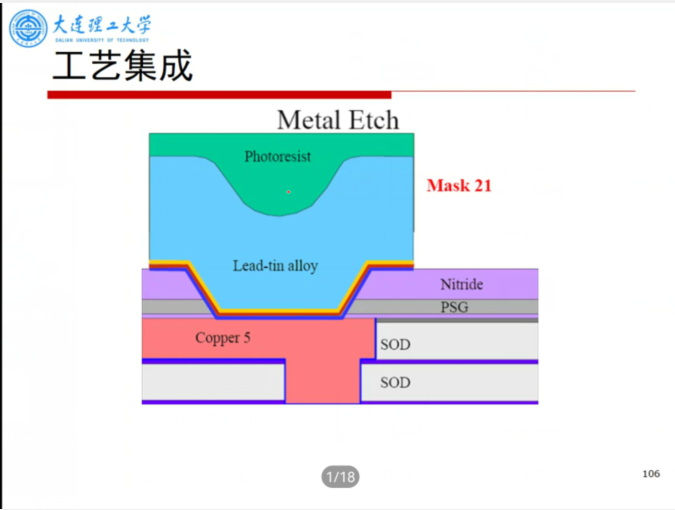 大连理工大学
DALIAN UNIVERSITY OF TECHNOLOGY
工艺集成
Metal Etch
Photoresist
Mask 21
Lead-tin alloy
Nitride
PSG
Copper 5
SOD
SOD
1/18
106